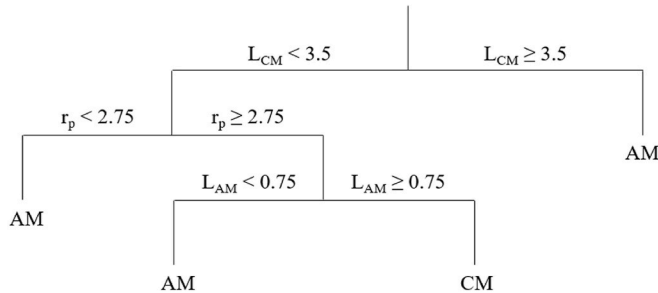 L_CM < 3.5 L_CM ≥ 3.5
r_p < 2.75 r_p ≥ 2.75
AM
L_AM < 0.75 L_AM ≥ 0.75
AM
AM CM